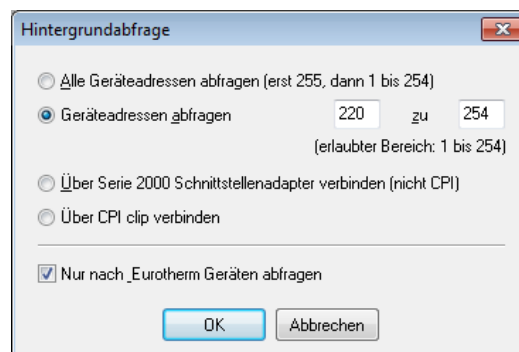 Hintergrundabfrage
Alle Geräteadressen abfragen (erst 255, dann 1 bis 254)
Geräteadressen abfragen 220 zu 254
(erlaubter Bereich: 1 bis 254)
Über Serie 2000 Schnittstellenadapter verbinden (nicht CPI)
Über CPI clip verbinden
Nur nach _Eurotherm Geräten abfragen
OK Abbrechen